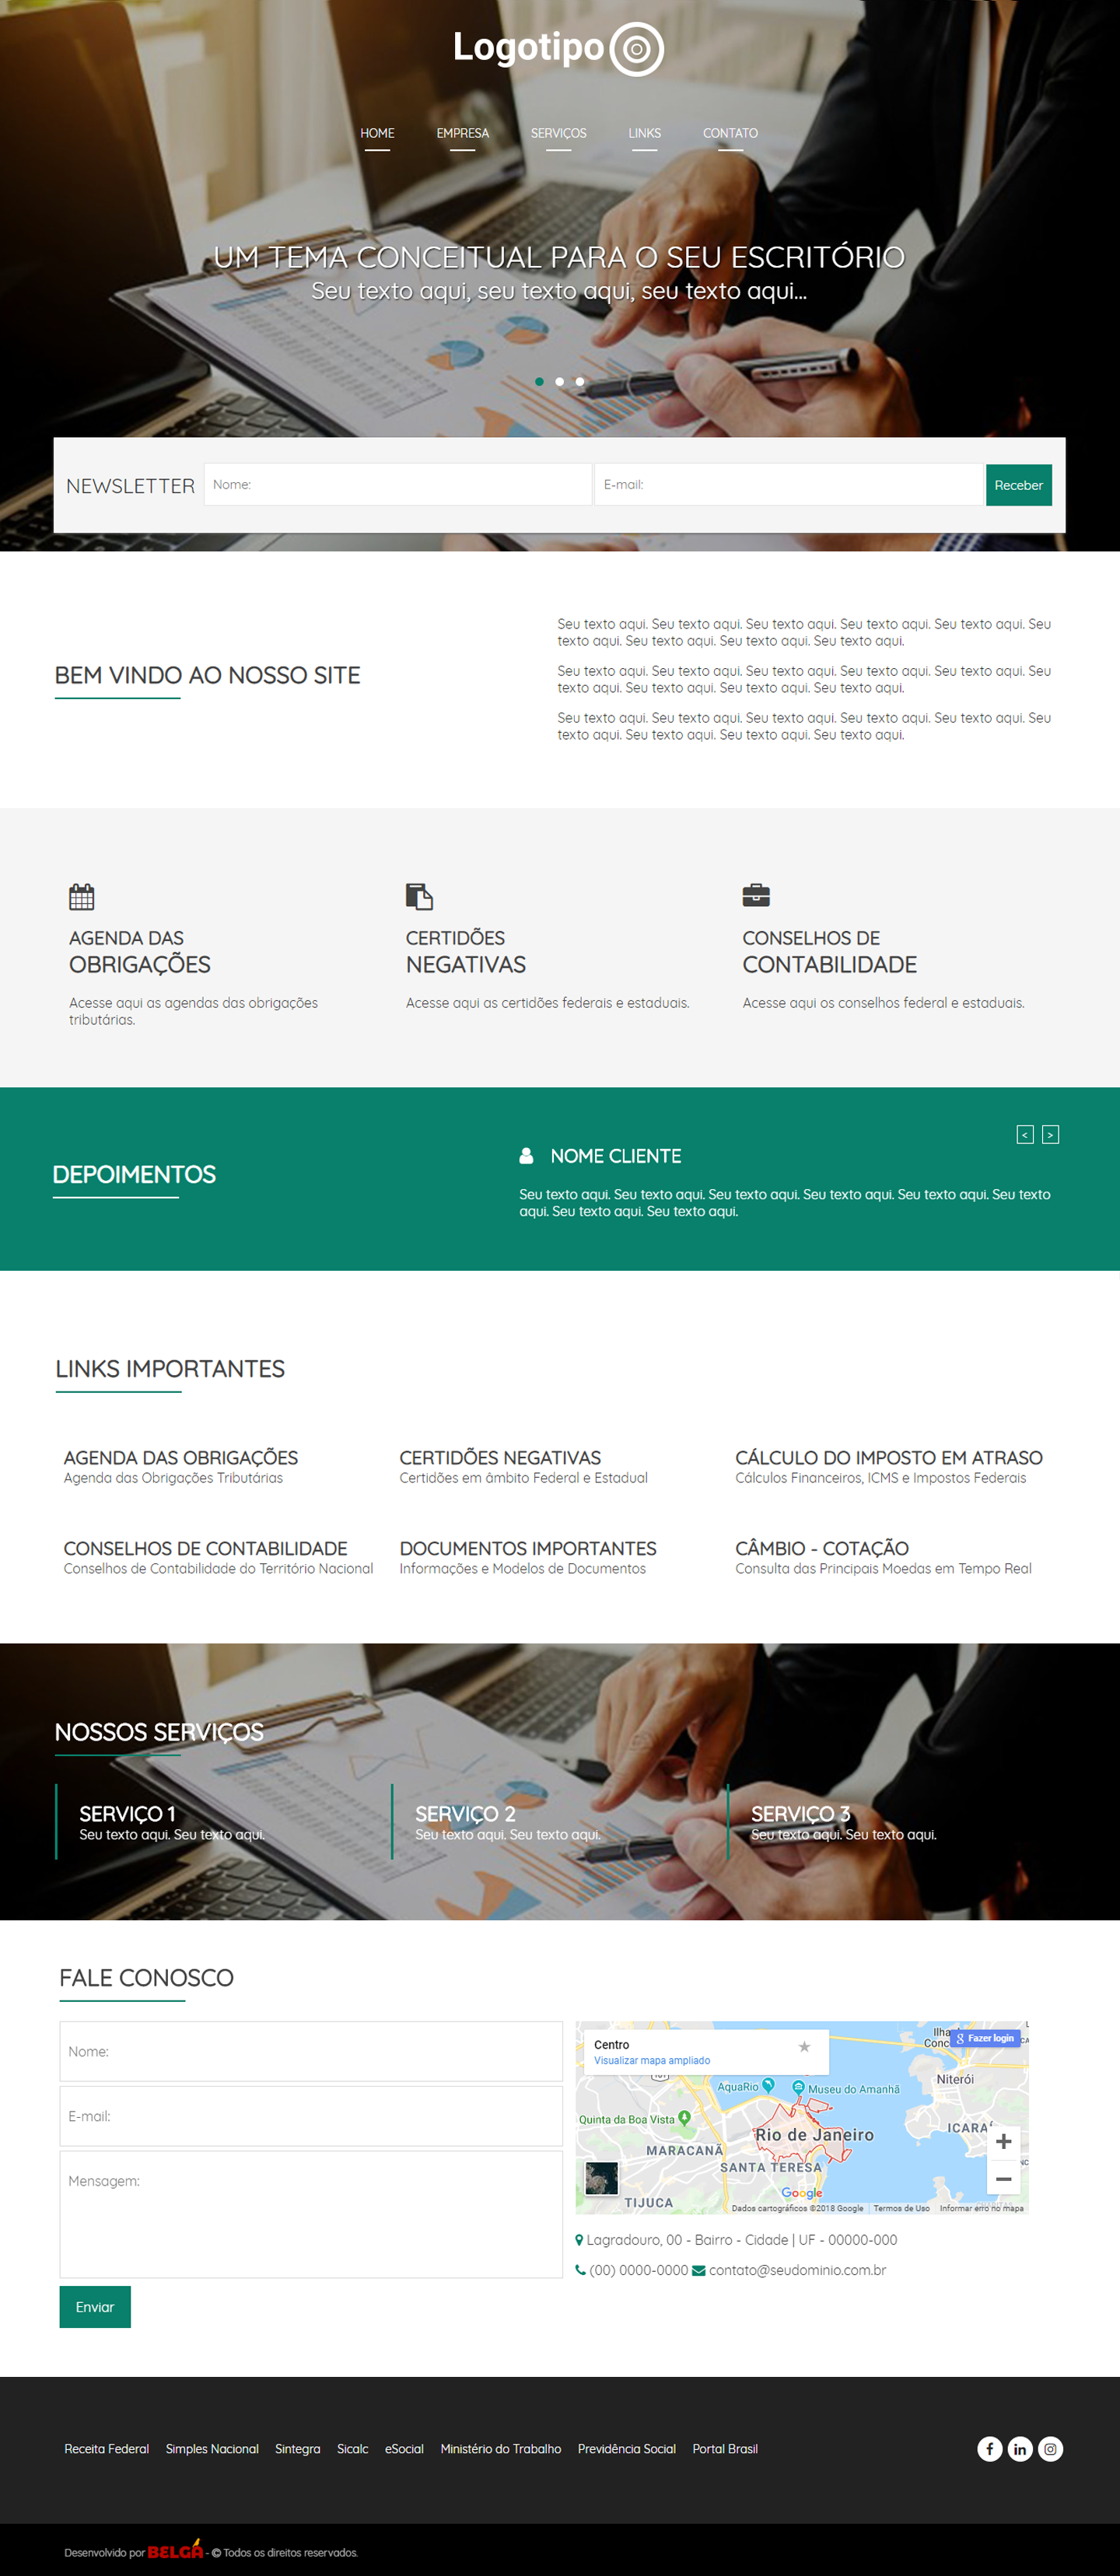 Logotipo
HOME EMPRESA SERVIÇOS LINKS CONTATO
UM TEMA CONCEITUAL PARA O SEU ESCRITÓRIO
Seu texto aqui, seu texto aqui, seu texto aqui...
NEWSLETTER Nome: E-mail: Receber
BEM VINDO AO NOSSO SITE
Seu texto aqui. Seu texto aqui. Seu texto aqui. Seu texto aqui. Seu texto aqui. Seu
texto aqui. Seu texto aqui. Seu texto aqui. Seu texto aqui.
Seu texto aqui. Seu texto aqui. Seu texto aqui. Seu texto aqui. Seu texto aqui. Seu
texto aqui. Seu texto aqui. Seu texto aqui. Seu texto aqui.
Seu texto aqui. Seu texto aqui. Seu texto aqui. Seu texto aqui. Seu texto aqui. Seu
texto aqui. Seu texto aqui. Seu texto aqui. Seu texto aqui.
AGENDA DAS
OBRIGAÇÕES
Acesse aqui as agendas das obrigações
tributárias.
CERTIDÕES
NEGATIVAS
Acesse aqui as certidões federais e estaduais.
CONSELHOS DE
CONTABILIDADE
Acesse aqui os conselhos federal e estaduais.
DEPOIMENTOS
< >
NOME CLIENTE
Seu texto aqui. Seu texto aqui. Seu texto aqui. Seu texto aqui. Seu texto aqui. Seu texto
aqui. Seu texto aqui. Seu texto aqui.
LINKS IMPORTANTES
AGENDA DAS OBRIGAÇÕES
Agenda das Obrigações Tributárias
CERTIDÕES NEGATIVAS
Certidões em âmbito Federal e Estadual
CÁLCULO DO IMPOSTO EM ATRASO
Cálculos Financeiros, ICMS e Impostos Federais
CONSELHOS DE CONTABILIDADE
Conselhos de Contabilidade do Território Nacional
DOCUMENTOS IMPORTANTES
Informações e Modelos de Documentos
CÂMBIO - COTAÇÃO
Consulta das Principais Moedas em Tempo Real
NOSSOS SERVIÇOS
SERVIÇO 1
Seu texto aqui. Seu texto aqui.
SERVIÇO 2
Seu texto aqui. Seu texto aqui.
SERVIÇO 3
Seu texto aqui. Seu texto aqui.
FALE CONOSCO
Nome:
E-mail:
Mensagem:
Enviar
Centro
Visualizar mapa ampliado
Fazer login
Niterói
AquaRio
Museu do Amanhã
Quinta da Boa Vista
Rio de Janeiro
MARACANÃ
SANTA TERESA
TIJUCA
Google
Dados cartográficos ©2018 Google Termos de Uso Informar erro no mapa
Lagradouro, 00 - Bairro - Cidade | UF - 00000-000
(00) 0000-0000 contato@seudominio.com.br
Receita Federal Simples Nacional Sintegra Sicalc eSocial Ministério do Trabalho Previdência Social Portal Brasil
Desenvolvido por BELGA - © Todos os direitos reservados.